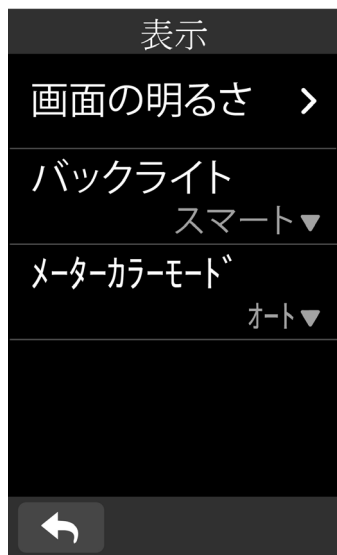 表示
画面の明るさ
バックライト
スマート▼
ﾒｰﾀｰｶﾗｰﾓｰﾄﾞ
ｵｰﾄ▼